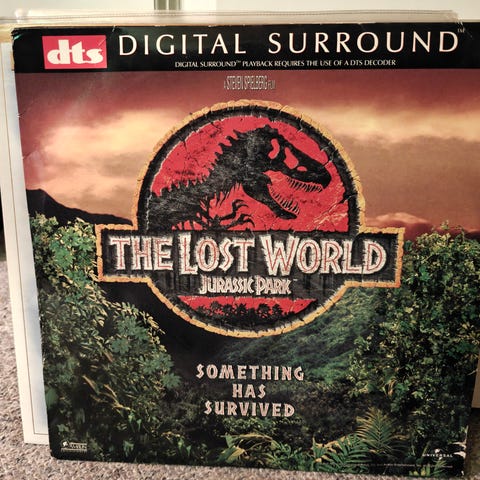 dts DIGITAL SURROUND™
DIGITAL SURROUND™ PLAYBACK REQUIRES THE USE OF A DTS DECODER
A STEVEN SPIELBERG FILM
THE LOST WORLD
JURASSIC PARK
SOMETHING
HAS
SURVIVED
UNIVERSAL